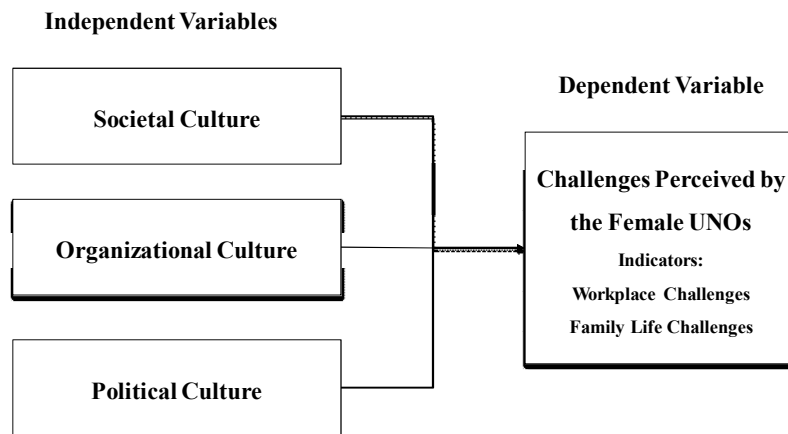 Independent Variables
Societal Culture
Organizational Culture
Political Culture
Dependent Variable
Challenges Perceived by
the Female UNOs
Indicators:
Workplace Challenges
Family Life Challenges